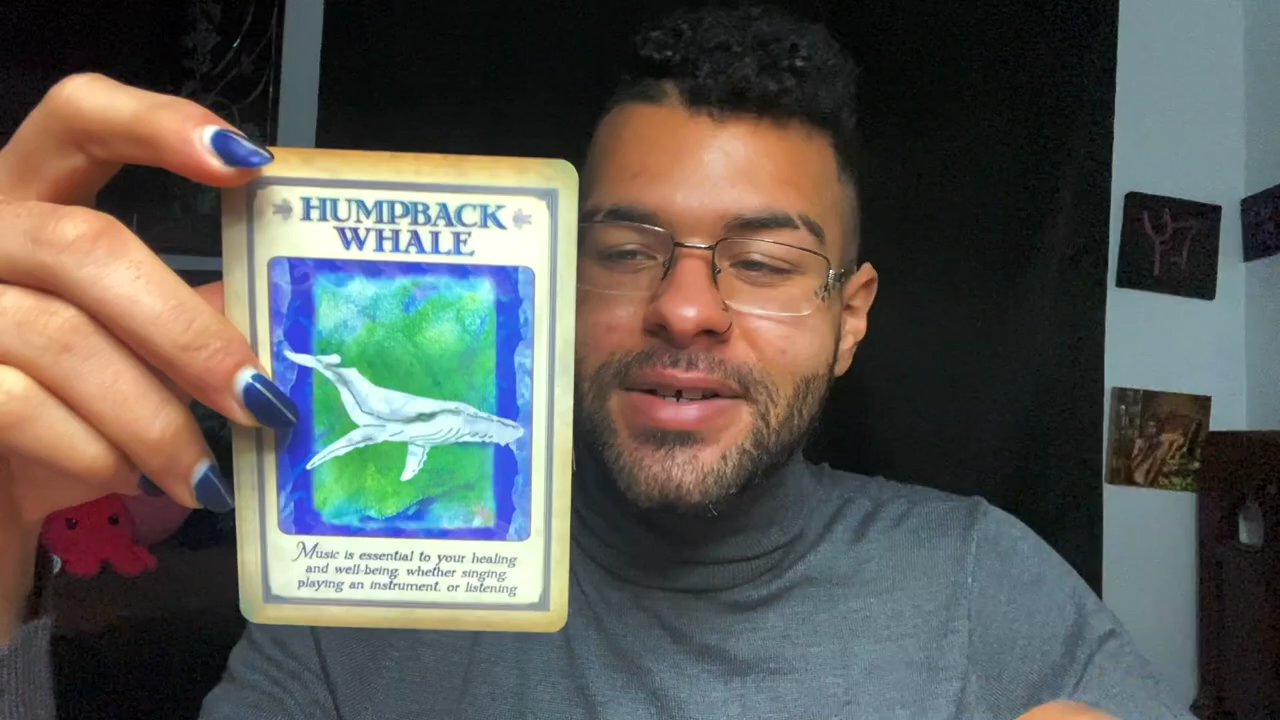 HUMPBACK
WHALE
Music is essential to your healing
and well-being, whether singing,
playing an instrument, or listening